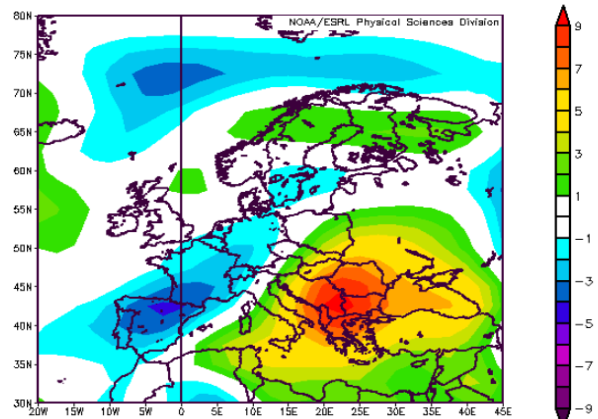 NOAA/ESRL Physical Sciences Division
80N
75N
70N
65N
60N
55N
50N
45N
40N
35N
30N
20W 15W 10W 5W 0 5E 10E 15E 20E 25E 30E 35E 40E 45E
9
7
5
3
1
-1
-3
-5
-7
-9